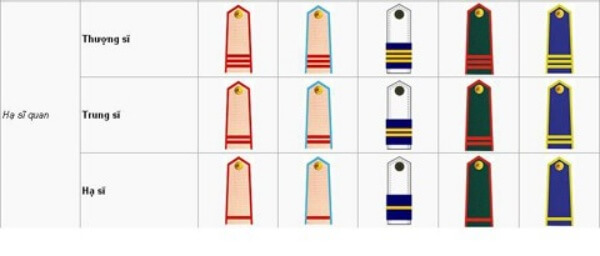 Thượng sĩ
Hạ sĩ quan
Trung sĩ
Hạ sĩ